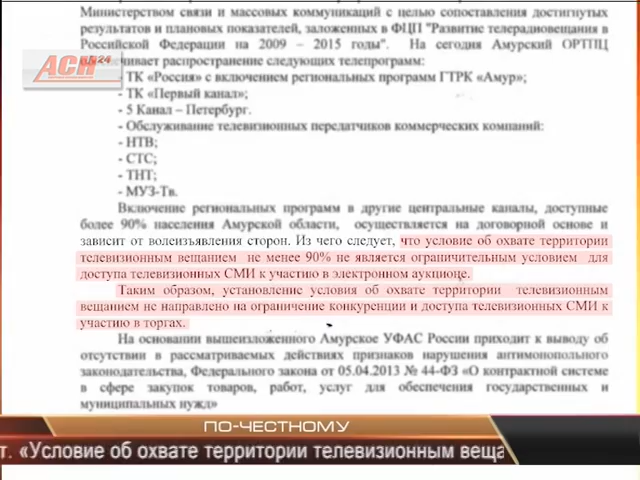 Министерством связи и массовых коммуникаций с целью сопоставления достигнутых
результатов и плановых показателей, заложенных в ФЦП "Развитие телерадиовещания в
Российской Федерации на 2009 – 2015 годы". На сегодня Амурский ОРТПЦ
распространение следующих телепрограмм:
- ТК «Россия» с включением региональных программ ГТРК «Амур»;
- ТК «Первый канал»;
- 5 Канал – Петербург.
- Обслуживание телевизионных передатчиков коммерческих компаний:
- НТВ;
- СТС;
- ТНТ;
- МУЗ-Тв.
Включение региональных программ в другие центральные каналы, доступные
более 90% населения Амурской области, осуществляется на договорной основе и
зависит от волеизъявления сторон. Из чего следует, что условие об охвате территории
телевизионным вещанием не менее 90% не является ограничительным условием для
доступа телевизионных СМИ к участию в электронном аукционе.
Таким образом, установление условия об охвате территории телевизионным
вещанием не направлено на ограничение конкуренции и доступа телевизионных СМИ к
участию в торгах.
На основании вышеизложенного Амурское УФАС России приходит к выводу об
отсутствии в рассматриваемых действиях признаков нарушения антимонопольного
законодательства, Федерального закона от 05.04.2013 № 44-ФЗ «О контрактной системе
в сфере закупок товаров, работ, услуг для обеспечения государственных и
муниципальных нужд»
АСН 24
ПО-ЧЕСТНОМУ
т. «Условие об охвате территории телевизионным веща